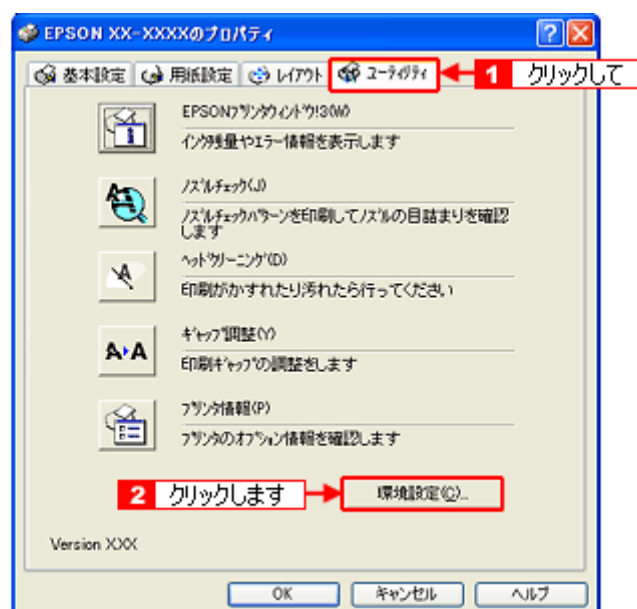 EPSON XX-XXXXのプロパティ
基本設定 用紙設定 レイアウト ユーティリティ 1 クリックして
EPSONプリンタウィンドウ!3(W)
インク残量やエラー情報を表示します
ノズルチェック(J)
ノズルチェックパターンを印刷してノズルの目詰まりを確認
します
ヘッドクリーニング(D)
印刷がかすれたり汚れたら行ってください
ギャップ調整(Y)
A▸A
印刷ギャップの調整をします
プリンタ情報(P)
プリンタのオプション情報を確認します
2 クリックします 環境設定(C)...
Version XXX
OK キャンセル ヘルプ